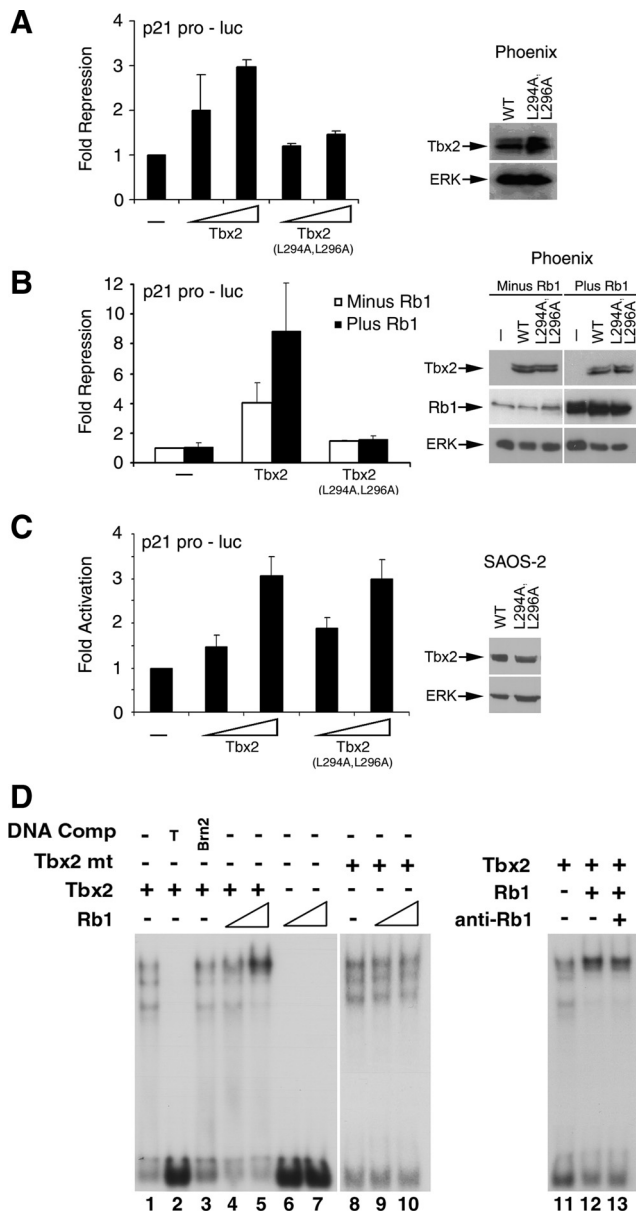 A
p21 pro - luc
Fold Repression
4
3
2
1
0
—
Tbx2
Tbx2
(L294A,L296A)
Phoenix
WT
L294A,
L296A
Tbx2
ERK
B
p21 pro - luc
Minus Rb1
Plus Rb1
Fold Repression
12
10
8
6
4
2
0
—
Tbx2
Tbx2
(L294A,L296A)
Phoenix
Minus Rb1 Plus Rb1
– WT L294A, L296A – WT L294A, L296A
Tbx2
Rb1
ERK
C
p21 pro - luc
Fold Activation
4
3
2
1
0
—
Tbx2
Tbx2
(L294A,L296A)
SAOS-2
WT
L294A,
L296A
Tbx2
ERK
D
DNA Comp - T Brn2 - - - - - - -
Tbx2 mt - - - - - - - + + +
Tbx2 + + + + + - - - - -
Rb1 - - - -
1 2 3 4 5 6 7 8 9 10
Tbx2 + + +
Rb1 - + +
anti-Rb1 - - +
11 12 13